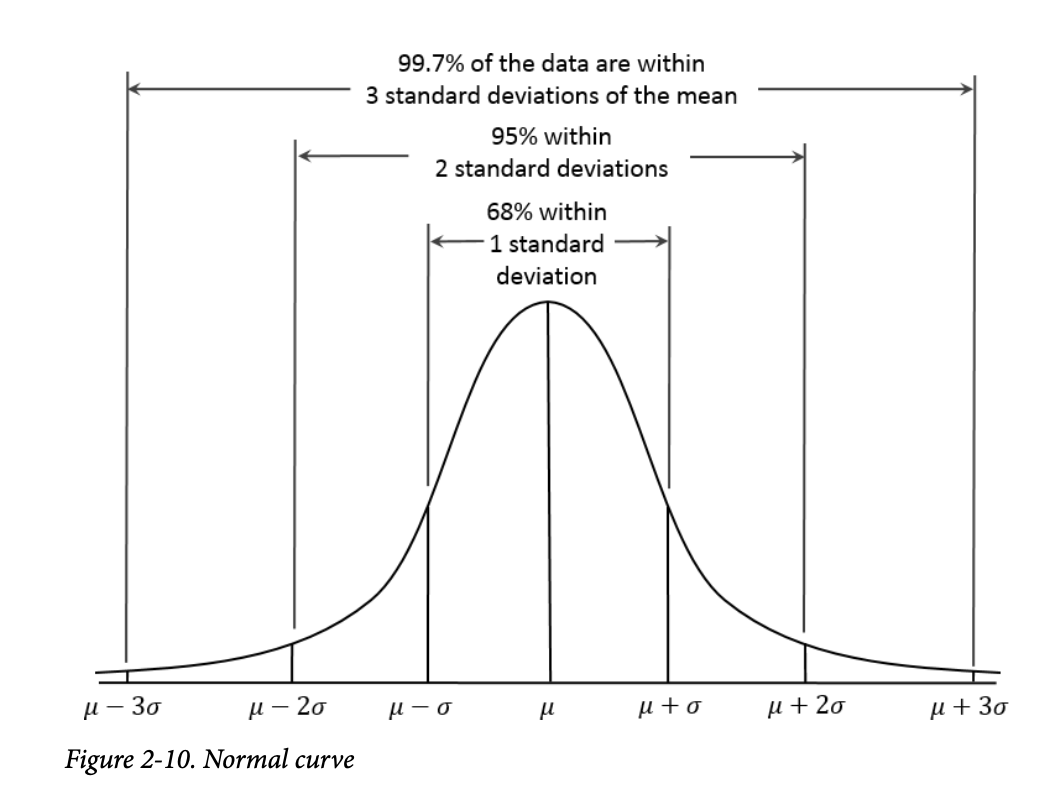 99.7% of the data are within
3 standard deviations of the mean
95% within
2 standard deviations
68% within
1 standard
deviation
μ − 3σ μ − 2σ μ − σ μ μ + σ μ + 2σ μ + 3σ
Figure 2-10. Normal curve